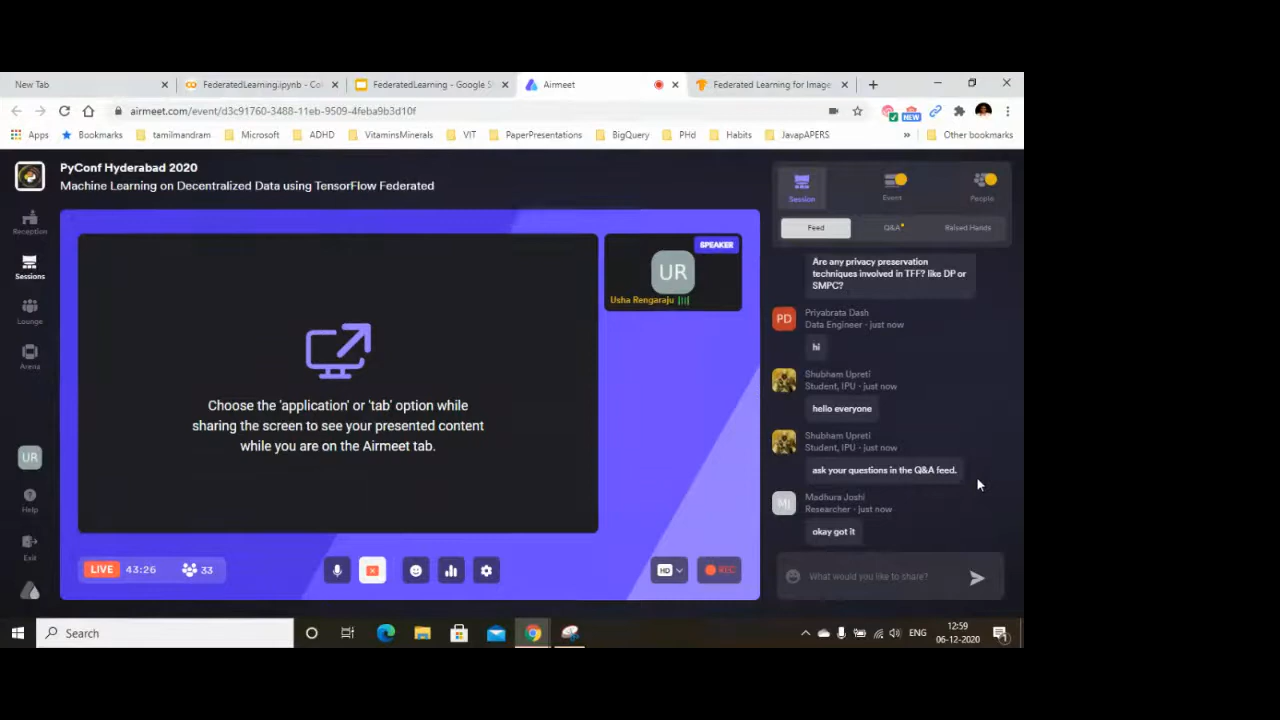 New Tab
FederatedLearning.ipynb - Co
FederatedLearning - Google S
Airmeet
Federated Learning for Image
airmeet.com/event/d3c91760-3488-11eb-9509-4feba9b3d10f
NEW
Apps
Bookmarks
tamilmandram
Microsoft
ADHD
VitaminsMinerals
VIT
PaperPresentations
BigQuery
PHd
Habits
JavapAPERS
»
Other bookmarks
PyConf Hyderabad 2020
Machine Learning on Decentralized Data using TensorFlow Federated
Reception
Sessions
Lounge
Arena
UR
Help
Exit
Choose the 'application' or 'tab' option while
sharing the screen to see your presented content
while you are on the Airmeet tab.
SPEAKER
UR
Usha Rengaraju
LIVE 43:26 33
HD
REC
Session
Event
People
Feed
Q&A
Raised Hands
Are any privacy preservation
techniques involved in TFF? like DP or
SMPC?
PD
Priyabrata Dash
Data Engineer - just now
hi
Shubham Upreti
Student, IPU - just now
hello everyone
Shubham Upreti
Student, IPU - just now
ask your questions in the Q&A feed.
MJ
Madhura Joshi
Researcher - just now
okay got it
What would you like to share?
Search
ENG
12:59
06-12-2020
1